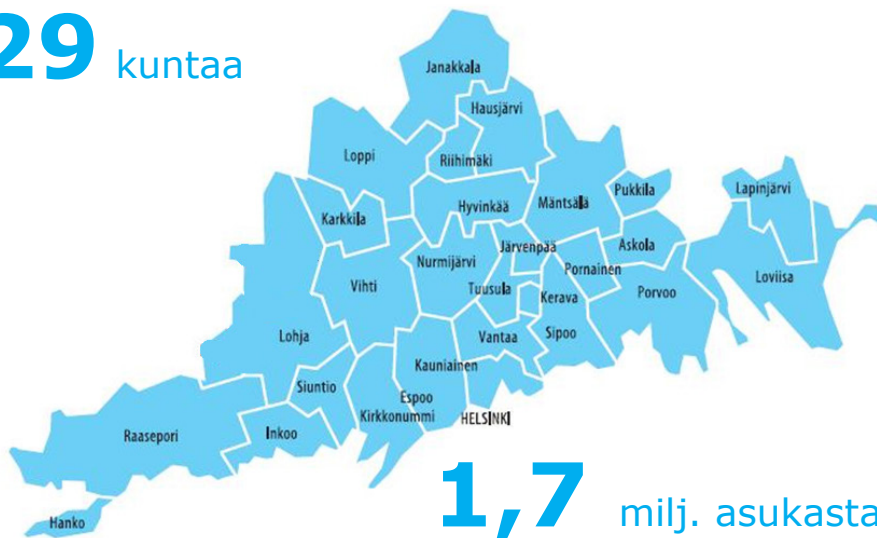 29 kuntaa
Janakkala
Hausjärvi
Loppi
Riihimäki
Pukkila
Lapinjärvi
Karkkila
Hyvinkää
Mäntsälä
Järvenpää
Askola
Nurmijärvi
Pornainen
Loviisa
Vihti
Tuusula
Kerava
Porvoo
Lohja
Vantaa
Sipoo
Kauniainen
Siuntio
Espoo
Kirkkonummi
HELSINKI
Raasepori
Inkoo
Hanko
1,7 milj. asukasta